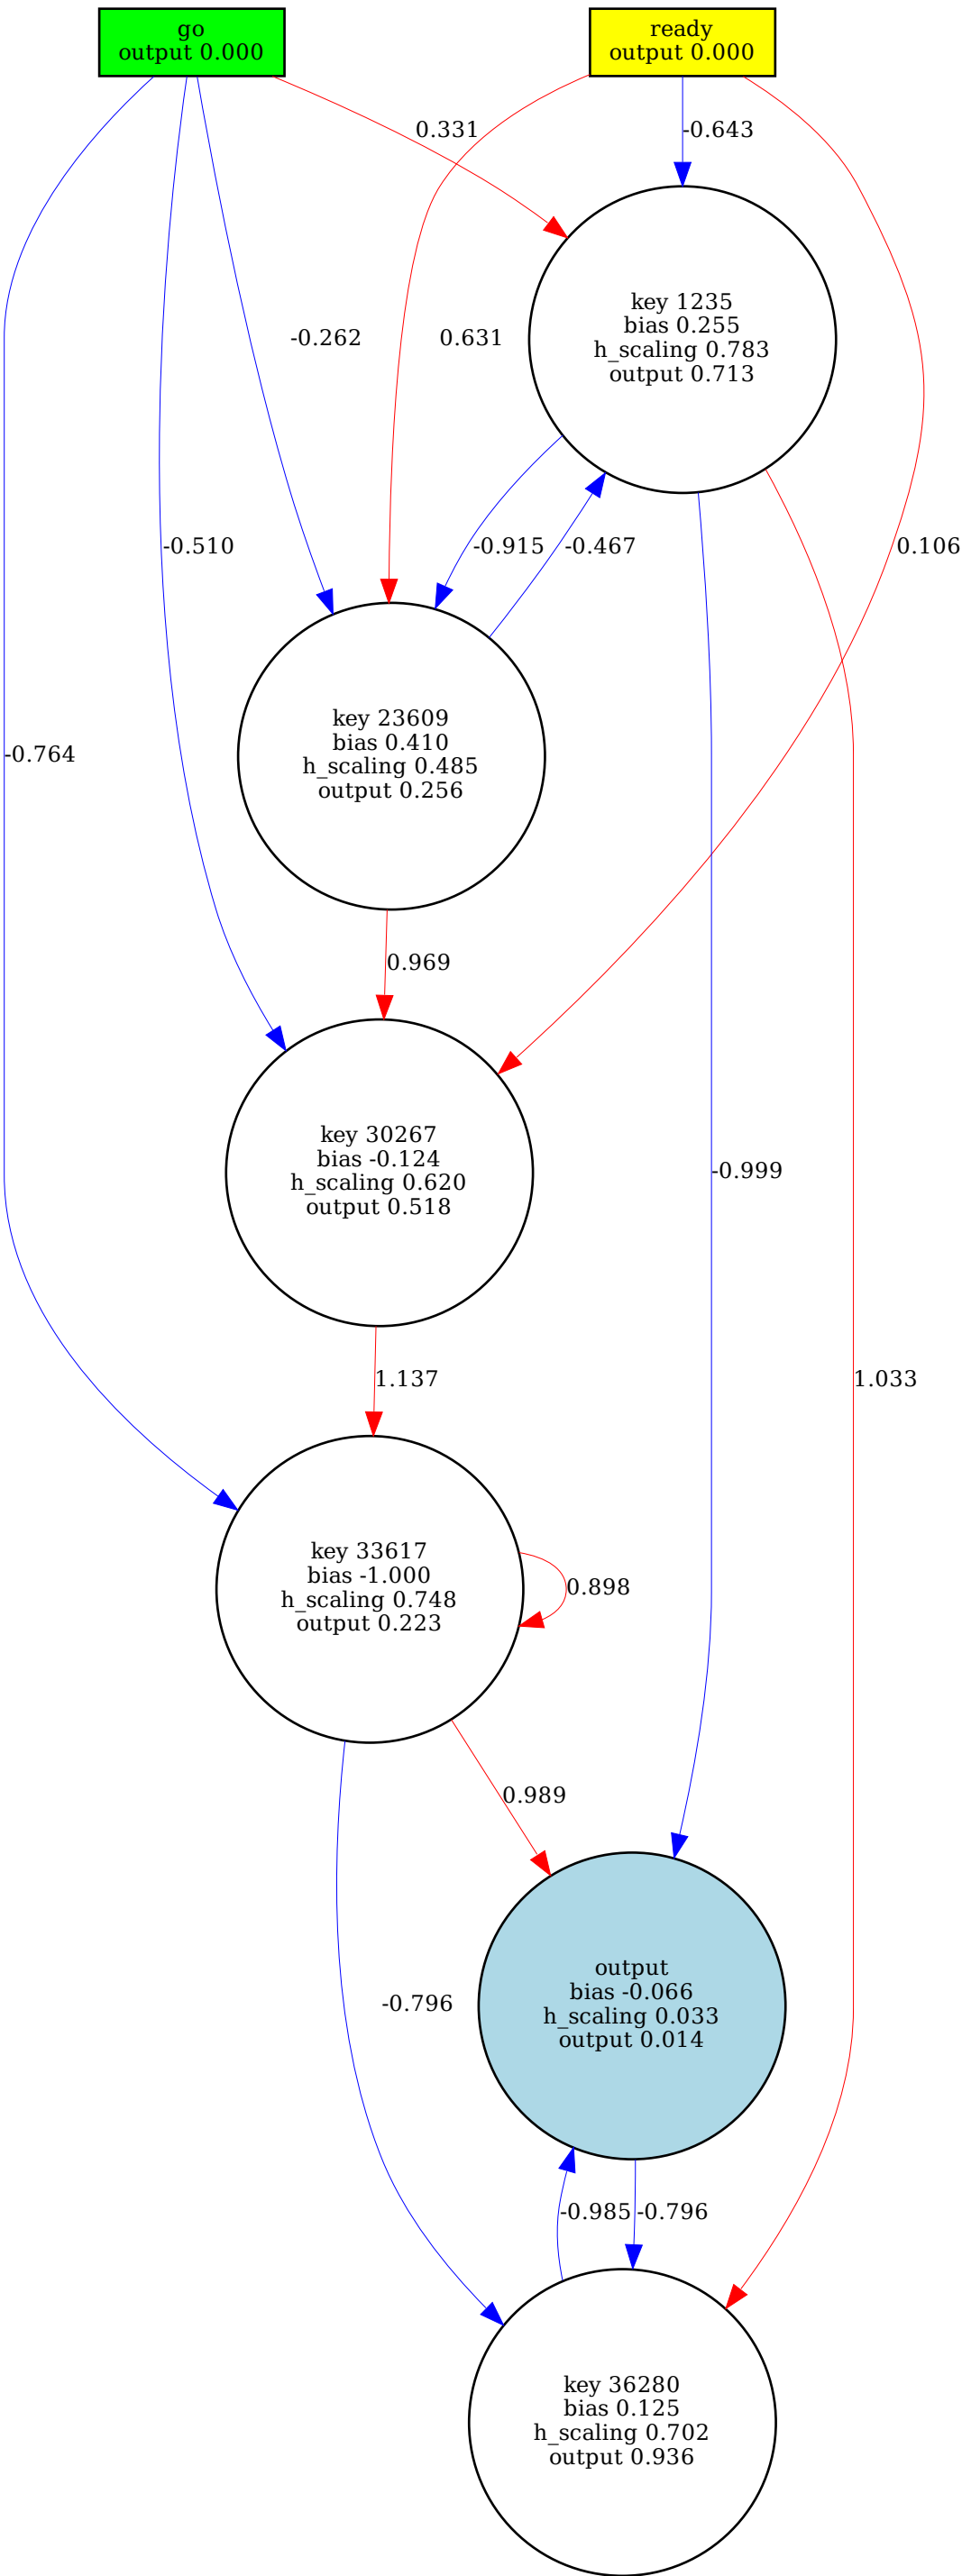 go
output 0.000
ready
output 0.000
0.331
-0.643
key 1235
bias 0.255
h_scaling 0.783
output 0.713
-0.262
0.631
-0.510
-0.915
-0.467
0.106
key 23609
bias 0.410
h_scaling 0.485
output 0.256
-0.764
0.969
key 30267
bias -0.124
h_scaling 0.620
output 0.518
-0.999
1.137
1.033
key 33617
bias -1.000
h_scaling 0.748
output 0.223
0.898
0.989
output
bias -0.066
h_scaling 0.033
output 0.014
-0.796
-0.985
-0.796
key 36280
bias 0.125
h_scaling 0.702
output 0.936